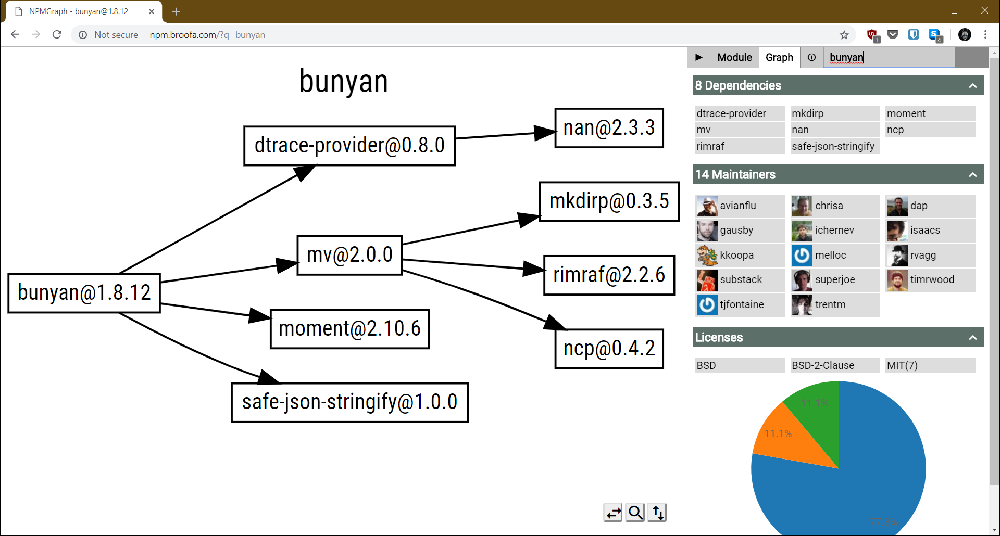 NPMGraph - bunyan@1.8.12
Not secure npm.broofa.com/?q=bunyan
1
4
Module Graph bunyan
bunyan
dtrace-provider@0.8.0
nan@2.3.3
mkdirp@0.3.5
mv@2.0.0
rimraf@2.2.6
bunyan@1.8.12
moment@2.10.6
ncp@0.4.2
safe-json-stringify@1.0.0
8 Dependencies
dtrace-provider mkdirp moment
mv nan ncp
rimraf safe-json-stringify
14 Maintainers
avianflu chrisa dap
gausby ichernev isaacs
kkoopa melloc rvagg
substack superjoe timrwood
tjfontaine trentm
Licenses
BSD BSD-2-Clause MIT(7)
11.1%
11.1%
77.8%